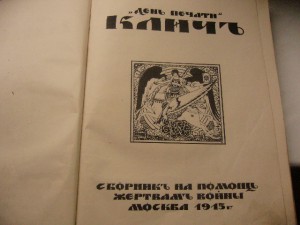 „День печати“
Кличъ
Сборникъ на помощь
жертвамъ войны
Москва 1915г